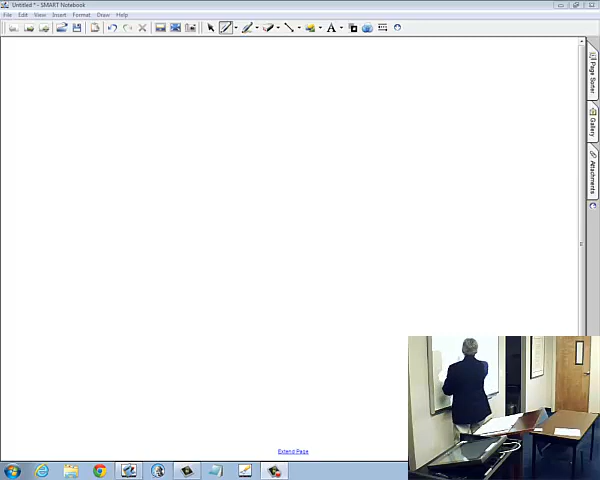 Untitled * - SMART Notebook
File Edit View Insert Format Draw Help
Page Sorter
Gallery
Attachments
Extend Page